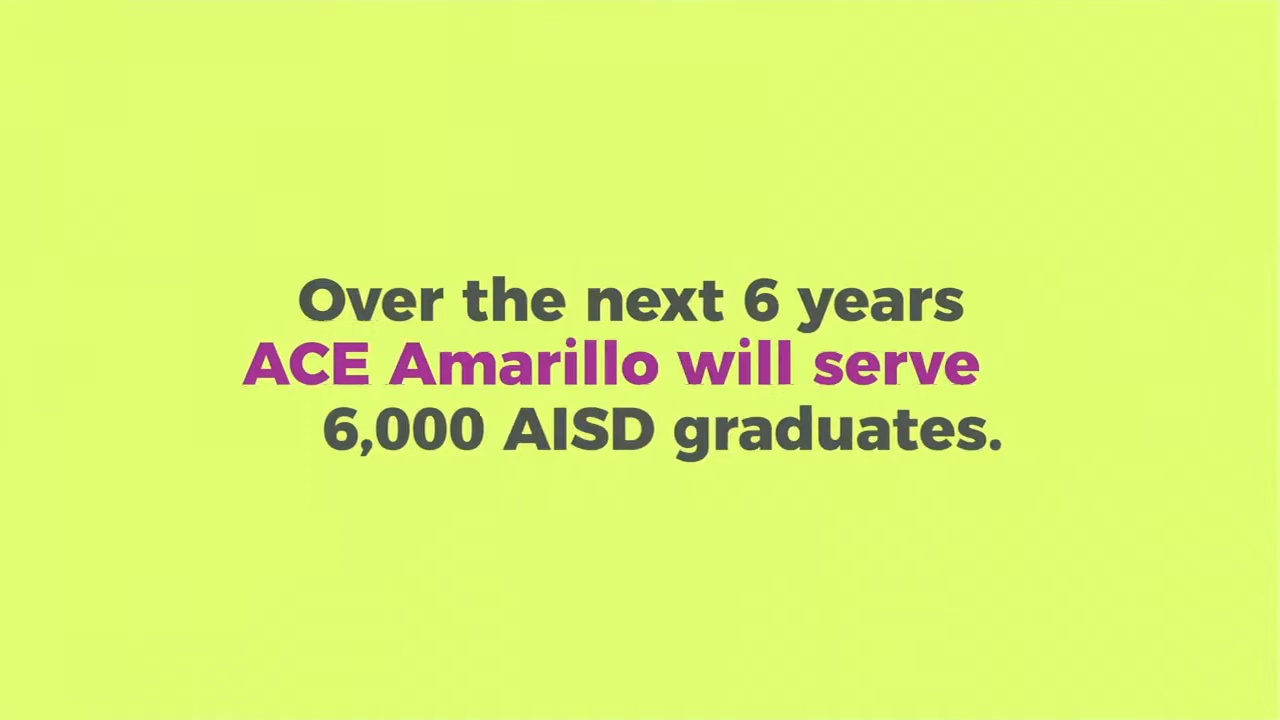 Over the next 6 years
ACE Amarillo will serve
6,000 AISD graduates.